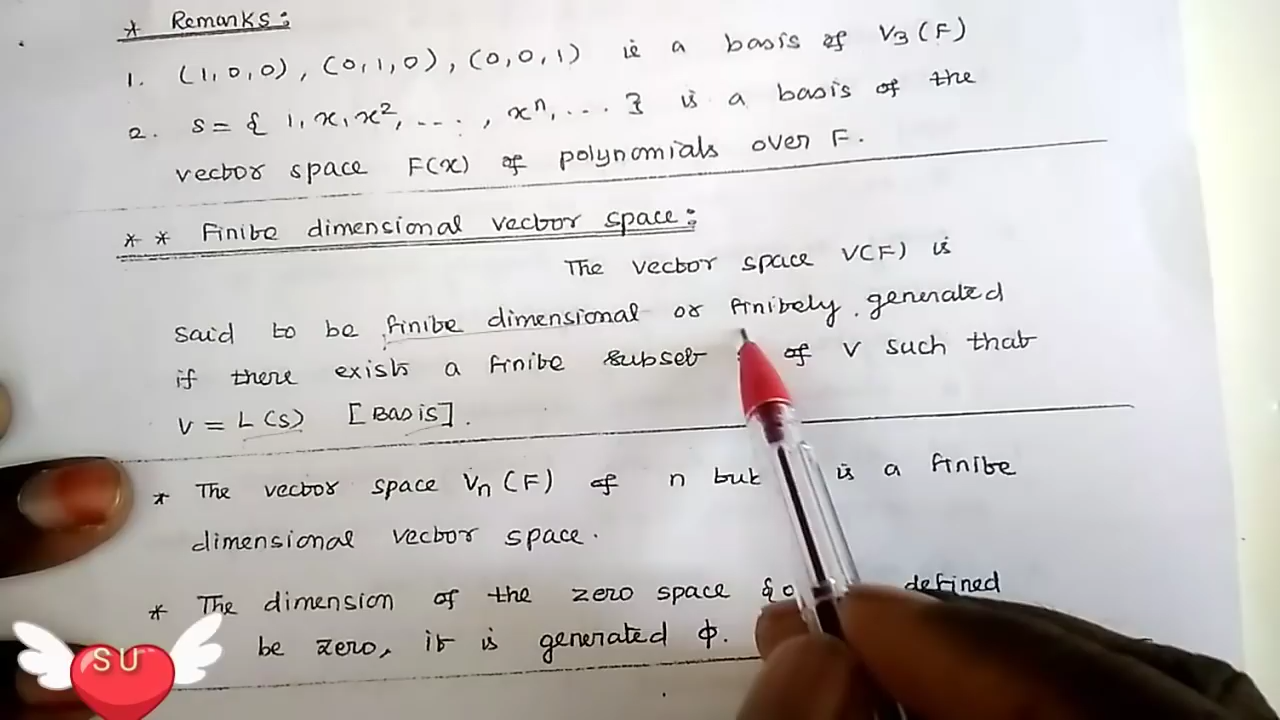 * Remarks:
1. (1,0,0), (0,1,0), (0,0,1) is a basis of V3(F)
2. S = { 1, x, x², ...., xⁿ, ... } is a basis of the
vector space F(x) of polynomials over F.
** Finite dimensional vector space:
The vector space V(F) is
said to be finite dimensional or finitely generated
if there exists a finite subset of V such that
V = L(S) [Basis].
* The vector space Vn(F) of n but is a finite
dimensional vector space.
* The dimension of the zero space {0 defined
be zero, it is generated ϕ.
SU